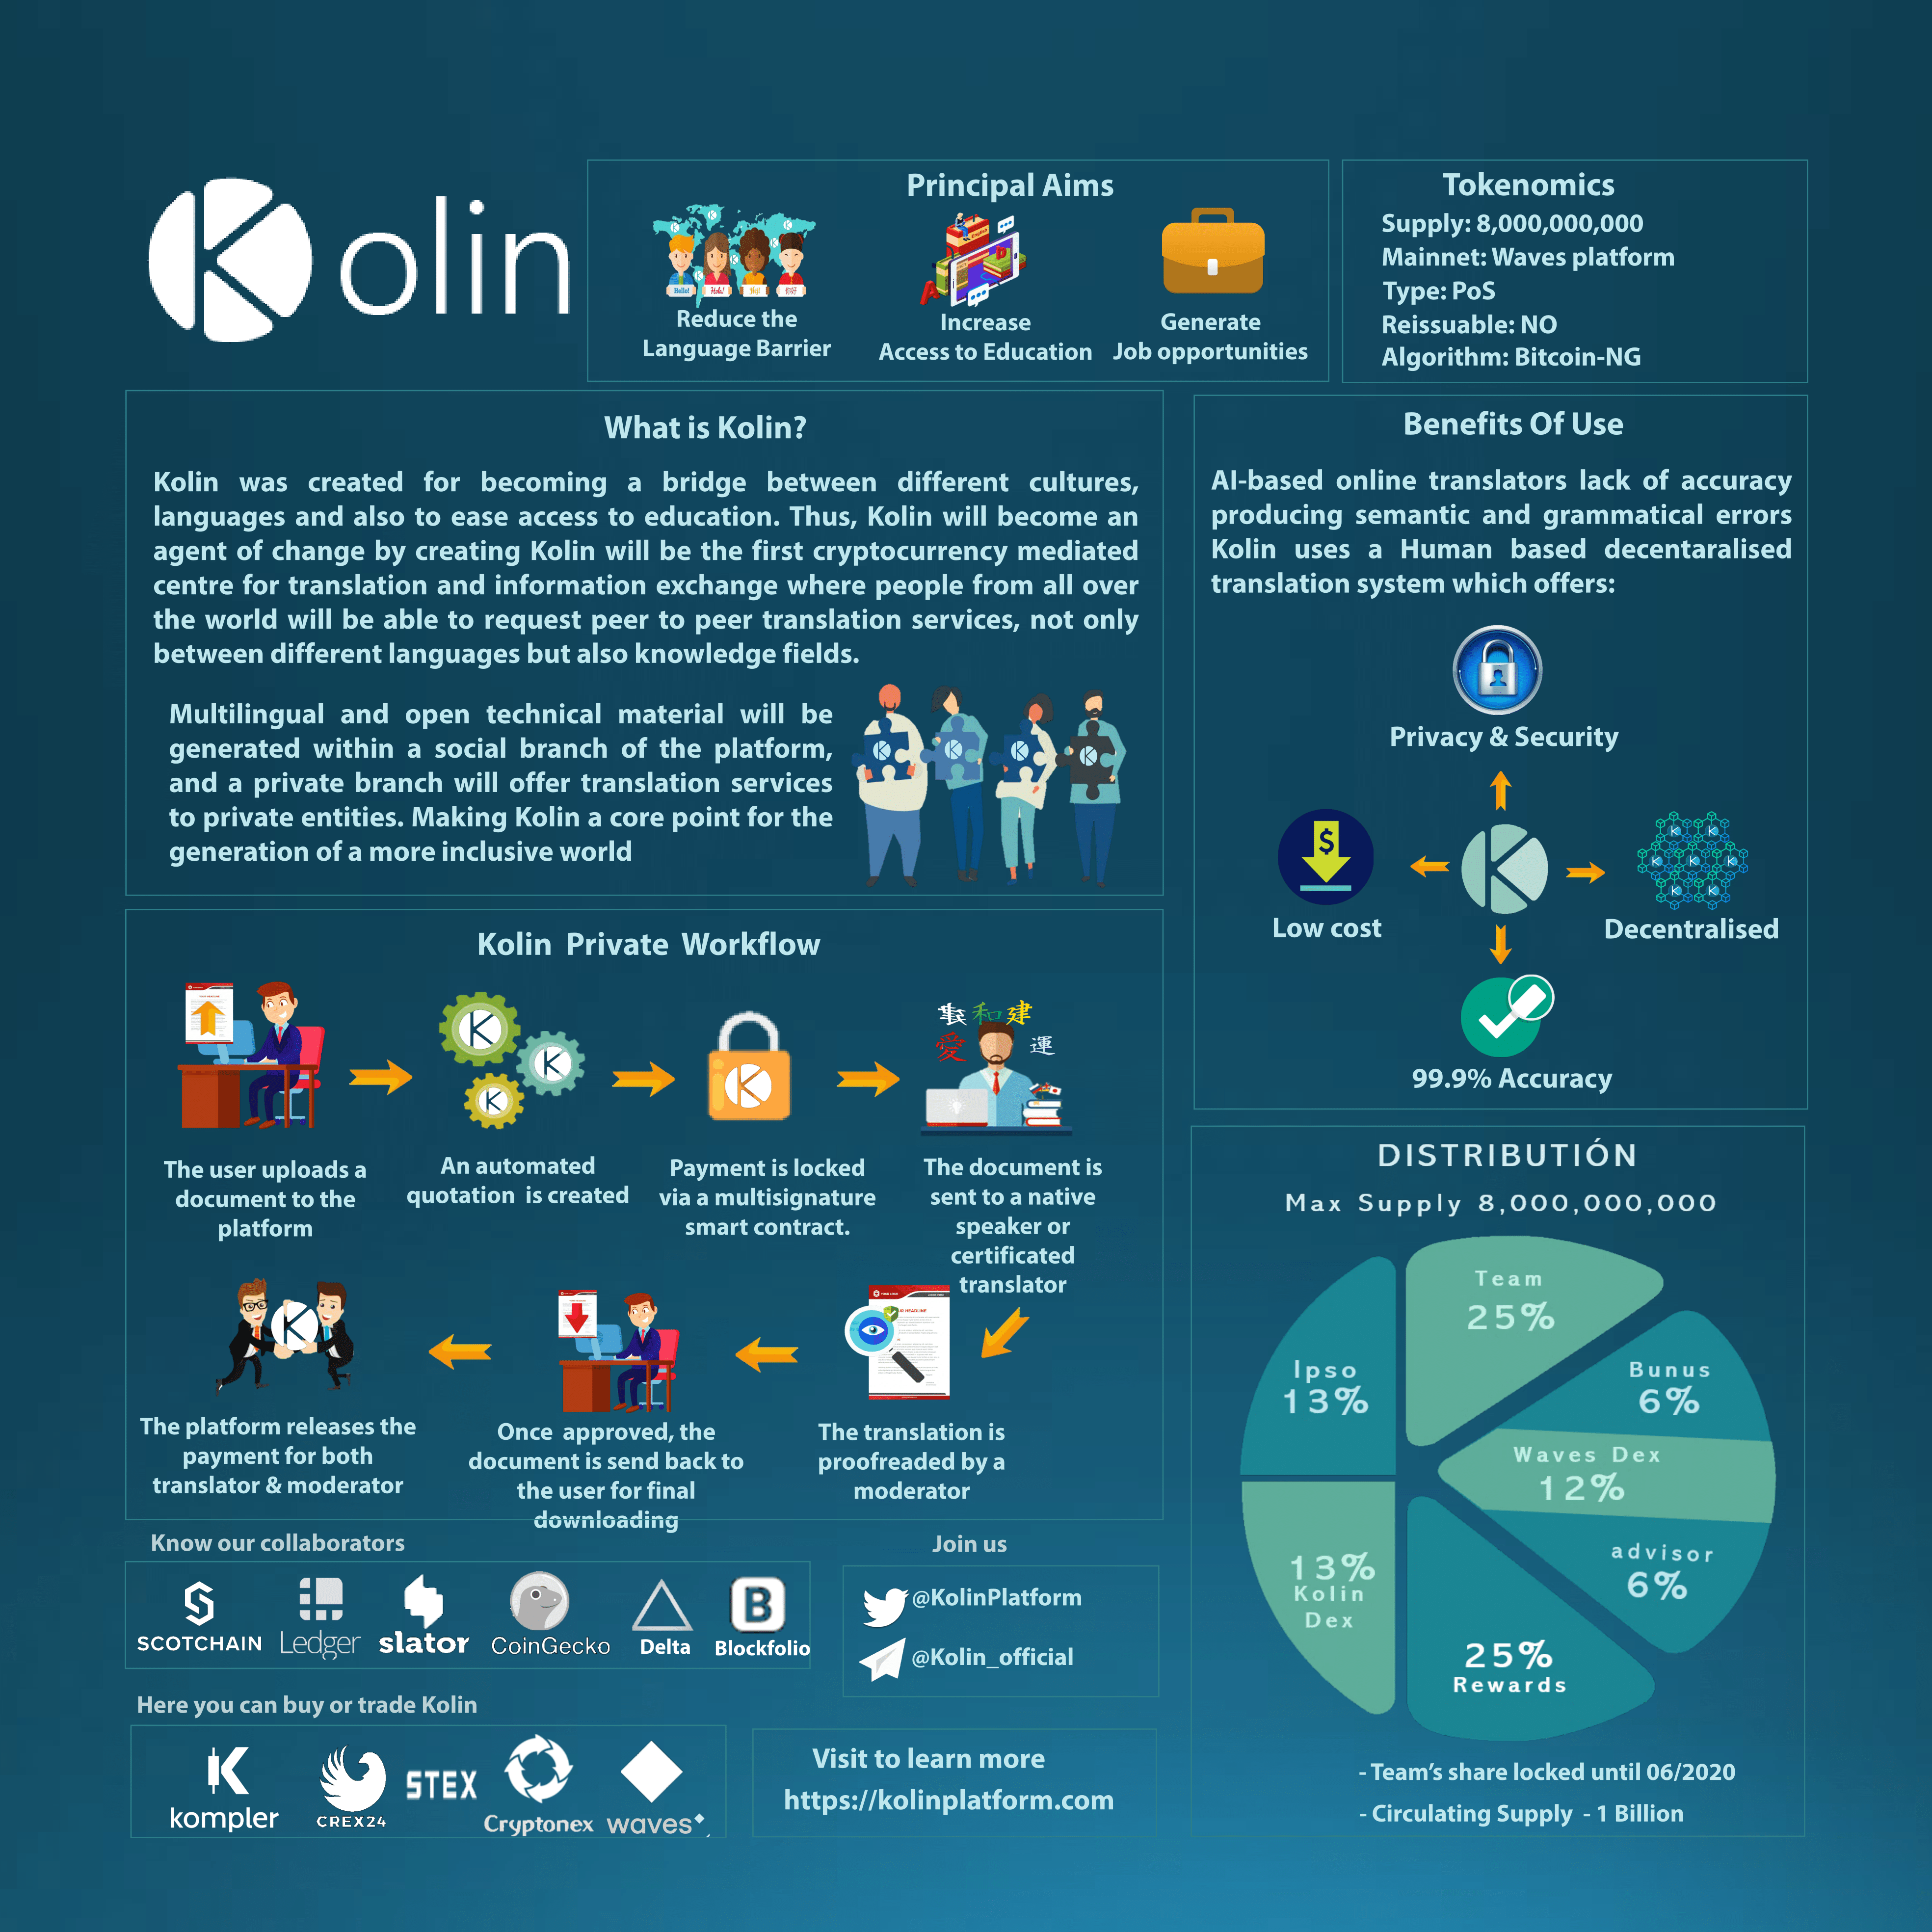 Kolin
Principal Aims
Hello!
Hola!
Reduce the
Language Barrier
Increase
Access to Education
Generate
Job opportunities
Tokenomics
Supply: 8,000,000,000
Mainnet: Waves platform
Type: PoS
Reissuable: NO
Algorithm: Bitcoin-NG
What is Kolin?
Kolin was created for becoming a bridge between different cultures,
languages and also to ease access to education. Thus, Kolin will become an
agent of change by creating Kolin will be the first cryptocurrency mediated
centre for translation and information exchange where people from all over
the world will be able to request peer to peer translation services, not only
between different languages but also knowledge fields.
Multilingual and open technical material will be
generated within a social branch of the platform,
and a private branch will offer translation services
to private entities. Making Kolin a core point for the
generation of a more inclusive world
Benefits Of Use
AI-based online translators lack of accuracy
producing semantic and grammatical errors
Kolin uses a Human based decentaralised
translation system which offers:
Privacy & Security
Low cost
Decentralised
99.9% Accuracy
Kolin Private Workflow
和 建
愛 運
The user uploads a
document to the
platform
An automated
quotation is created
Payment is locked
via a multisignature
smart contract.
The document is
sent to a native
speaker or
certificated
translator
The platform releases the
payment for both
translator & moderator
Once approved, the
document is send back to
the user for final
downloading
The translation is
proofreaded by a
moderator
DISTRIBUTIÓN
Max Supply 8,000,000,000
Team
25%
Bunus
6%
Waves Dex
12%
advisor
6%
25%
Rewards
13%
Kolin
Dex
Ipso
13%
- Team's share locked until 06/2020
- Circulating Supply - 1 Billion
Know our collaborators
SCOTCHAIN
Ledger
slator
CoinGecko
Delta
B
Blockfolio
Join us
@KolinPlatform
@Kolin_official
Here you can buy or trade Kolin
kompler
CREX24
STEX
Cryptonex
waves
Visit to learn more
https://kolinplatform.com